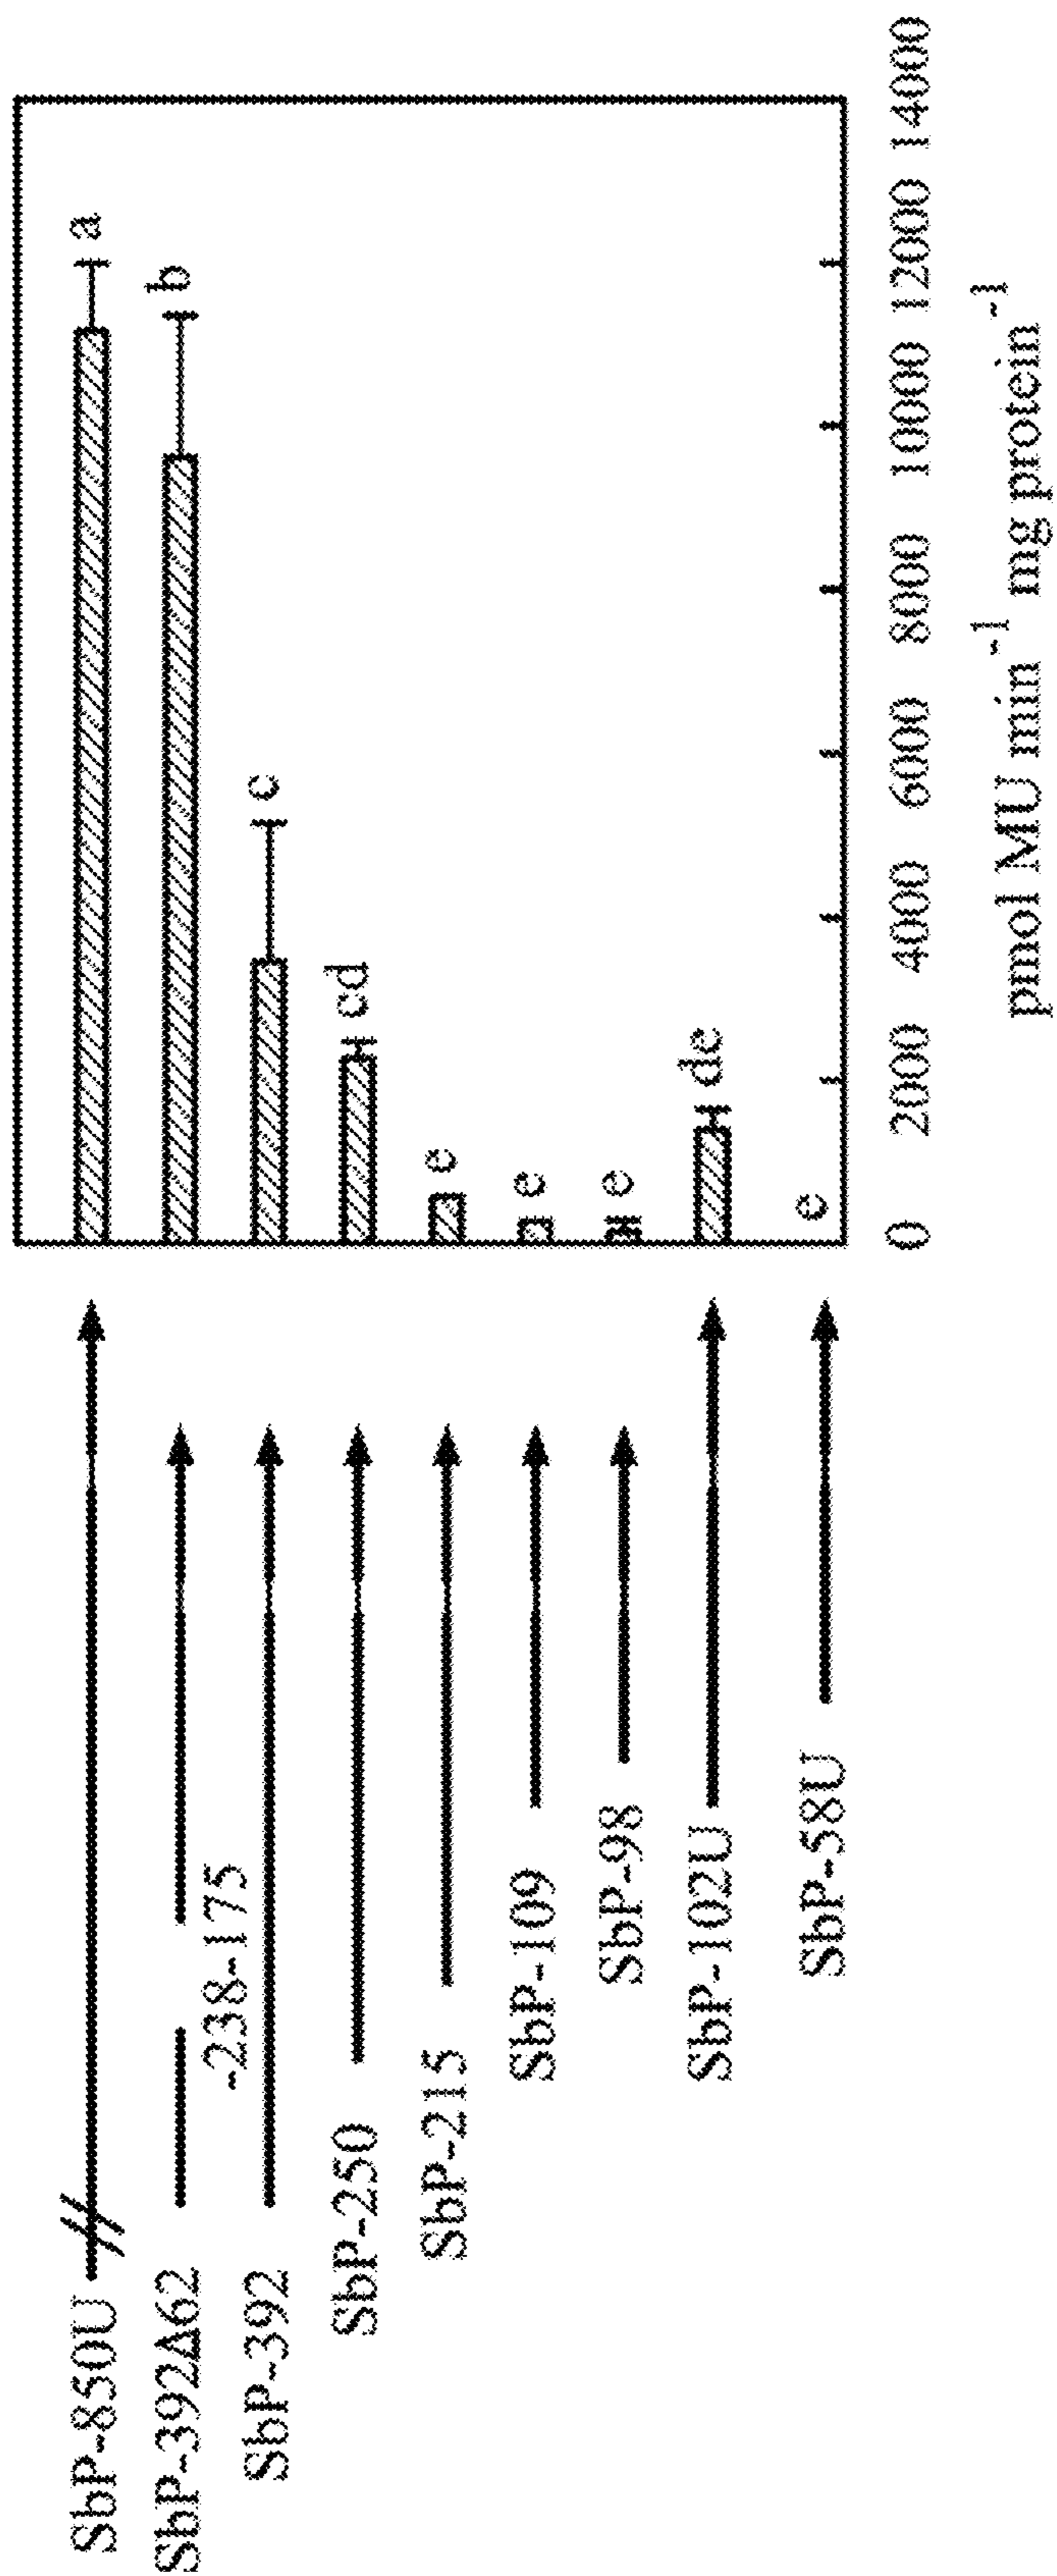 SbP-850U a
SbP-392Δ62 b
-238-175
SbP-392 c
SbP-250 cd
SbP-215 e
SbP-109 e
SbP-98 e
SbP-102U de
SbP-58U e
0 2000 4000 6000 8000 10000 12000 14000
pmol MU min⁻¹ mg protein⁻¹